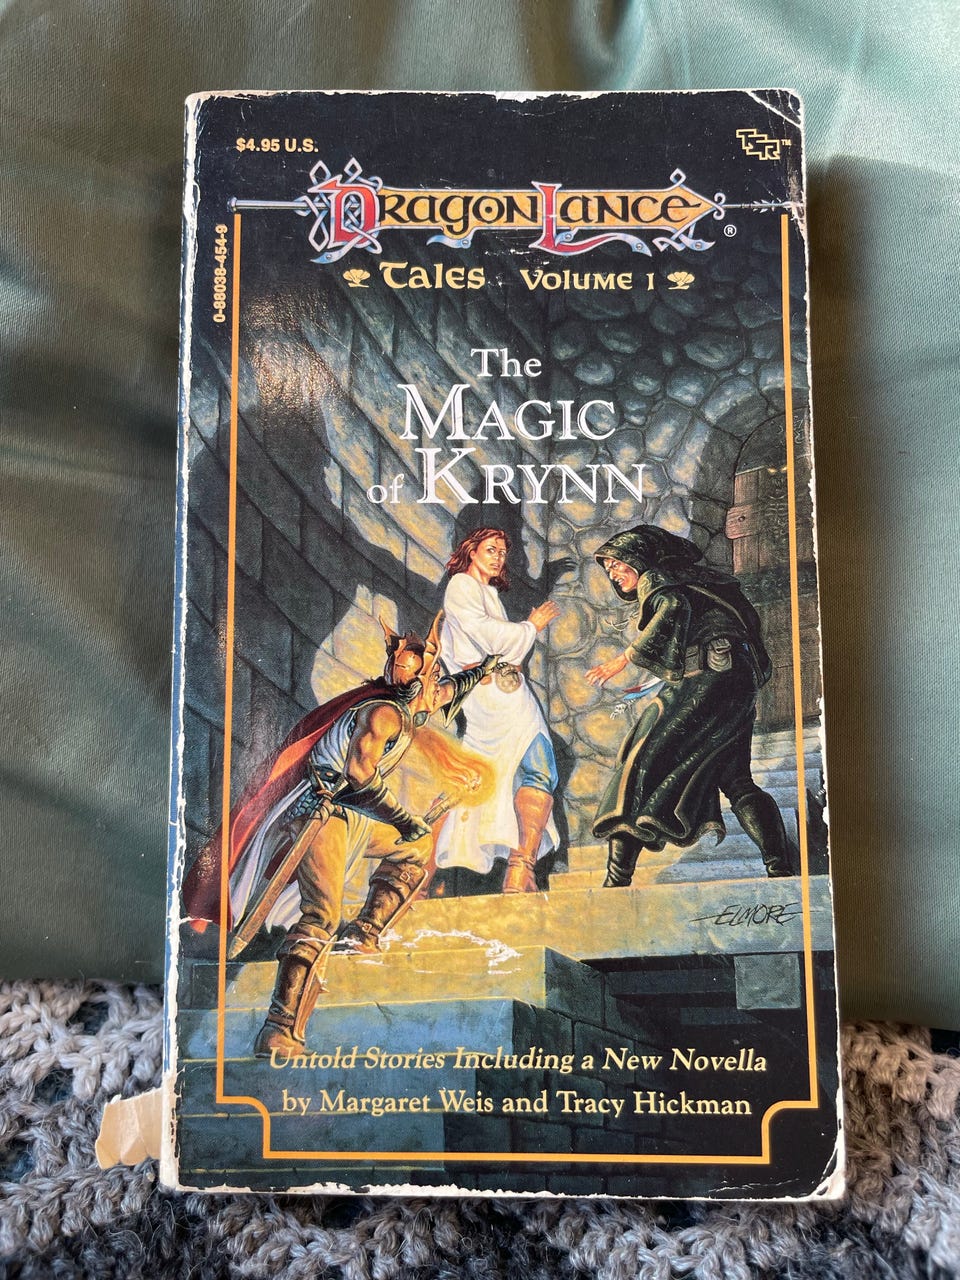 $4.95 U.S.
TSR™
0-88038-454-9
DRAGONLANCE®
TALES VOLUME 1
The
MAGIC
of KRYNN
ELMORE
Untold Stories Including a New Novella
by Margaret Weis and Tracy Hickman